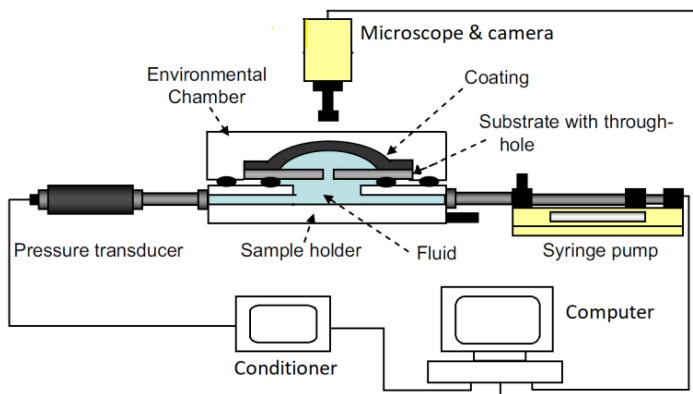 Microscope & camera
Environmental
Chamber
Coating
Substrate with through-
hole
Pressure transducer
Sample holder
Fluid
Syringe pump
Computer
Conditioner